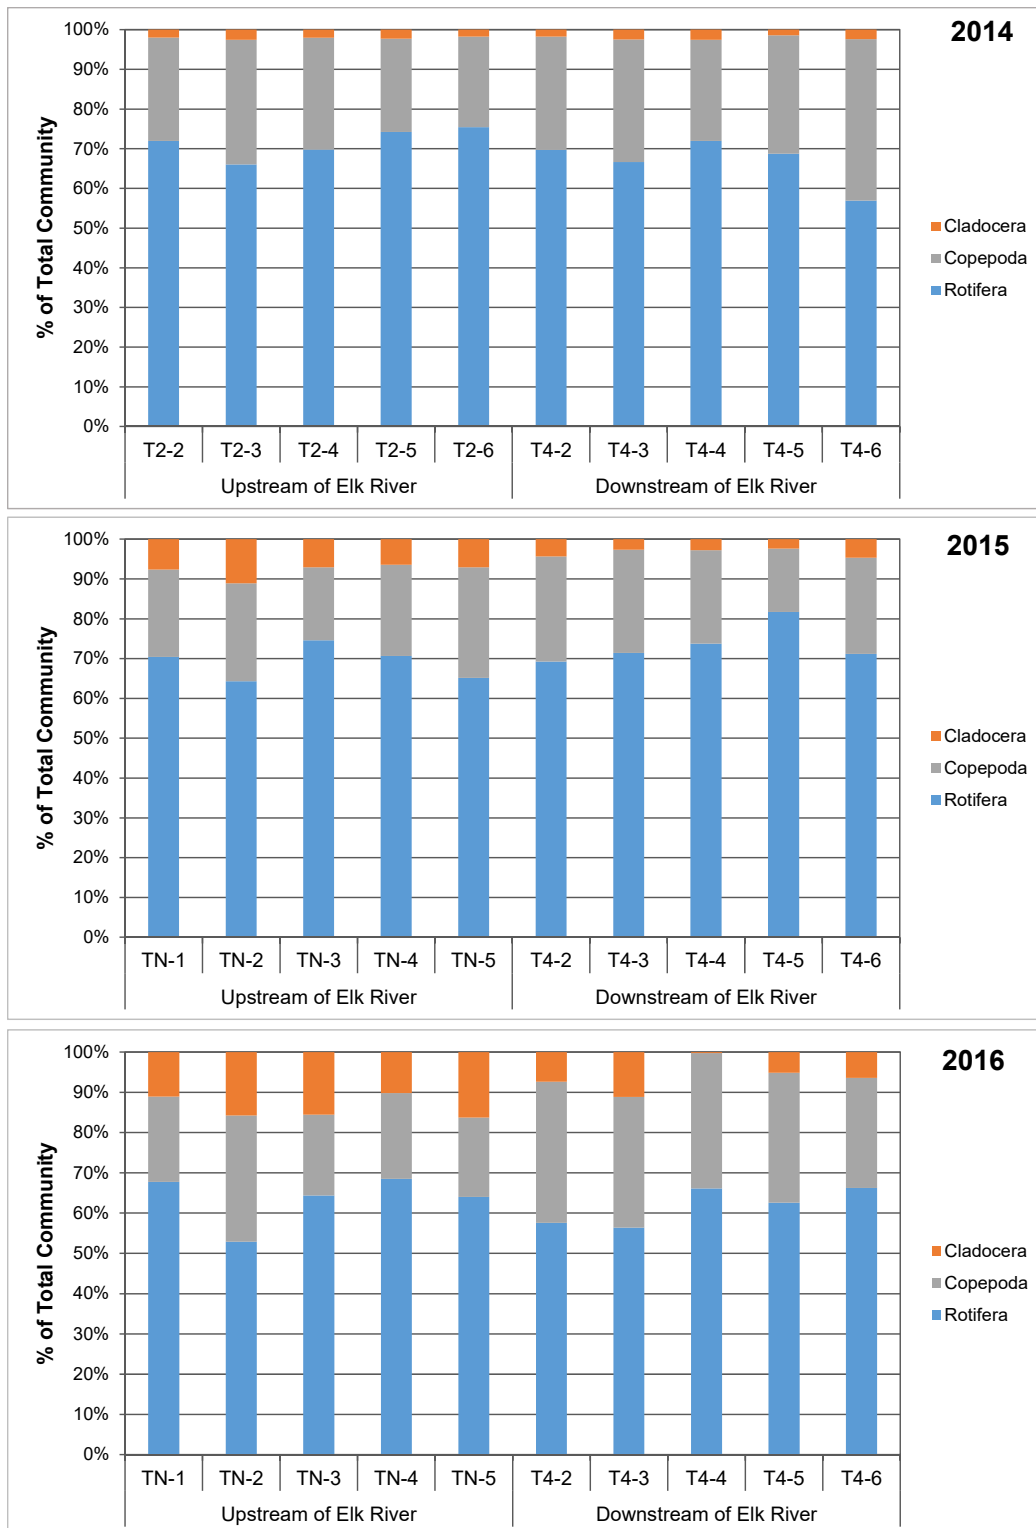 2014
% of Total Community
100%
90%
80%
70%
60%
50%
40%
30%
20%
10%
0%
T2-2 T2-3 T2-4 T2-5 T2-6 T4-2 T4-3 T4-4 T4-5 T4-6
Upstream of Elk River Downstream of Elk River
Cladocera
Copepoda
Rotifera
2015
% of Total Community
100%
90%
80%
70%
60%
50%
40%
30%
20%
10%
0%
TN-1 TN-2 TN-3 TN-4 TN-5 T4-2 T4-3 T4-4 T4-5 T4-6
Upstream of Elk River Downstream of Elk River
Cladocera
Copepoda
Rotifera
2016
% of Total Community
100%
90%
80%
70%
60%
50%
40%
30%
20%
10%
0%
TN-1 TN-2 TN-3 TN-4 TN-5 T4-2 T4-3 T4-4 T4-5 T4-6
Upstream of Elk River Downstream of Elk River
Cladocera
Copepoda
Rotifera